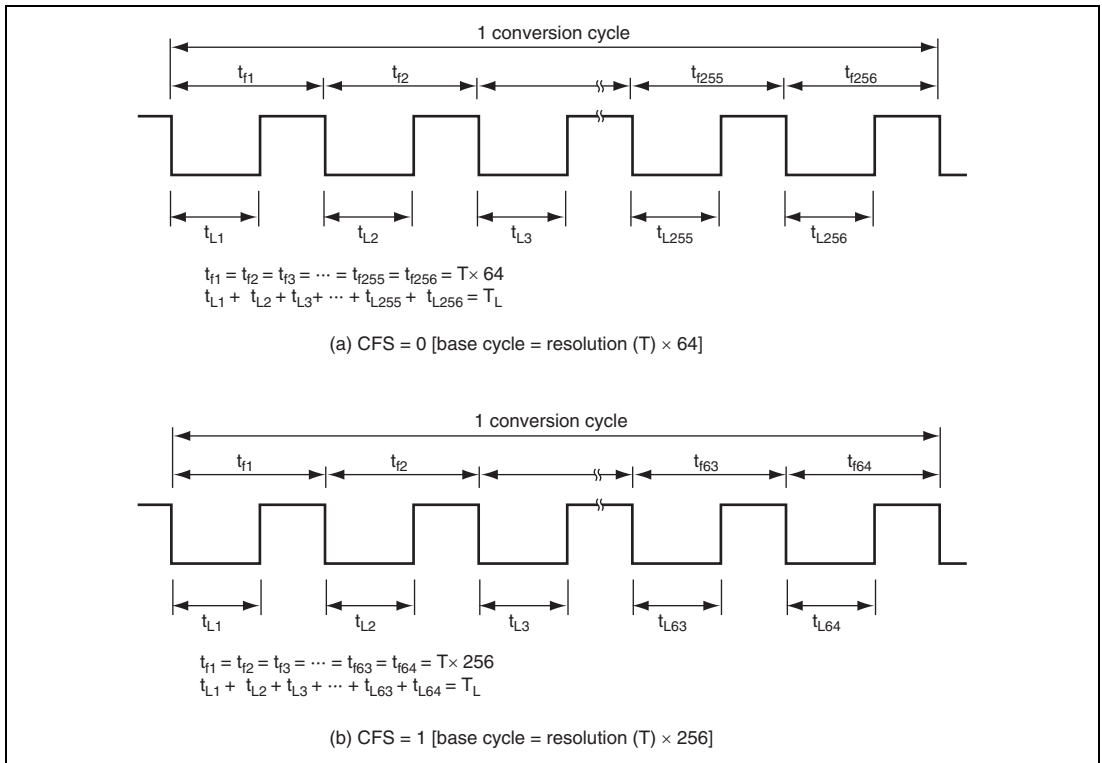 1 conversion cycle
tf1 tf2 tf255 tf256
tL1 tL2 tL3 tL255 tL256
tf1 = tf2 = tf3 = ··· = tf255 = tf256 = T× 64
tL1 + tL2 + tL3+ ··· + tL255 + tL256 = TL
(a) CFS = 0 [base cycle = resolution (T) × 64]
1 conversion cycle
tf1 tf2 tf63 tf64
tL1 tL2 tL3 tL63 tL64
tf1 = tf2 = tf3 = ··· = tf63 = tf64 = T× 256
tL1 + tL2 + tL3 + ··· + tL63 + tL64 = TL
(b) CFS = 1 [base cycle = resolution (T) × 256]